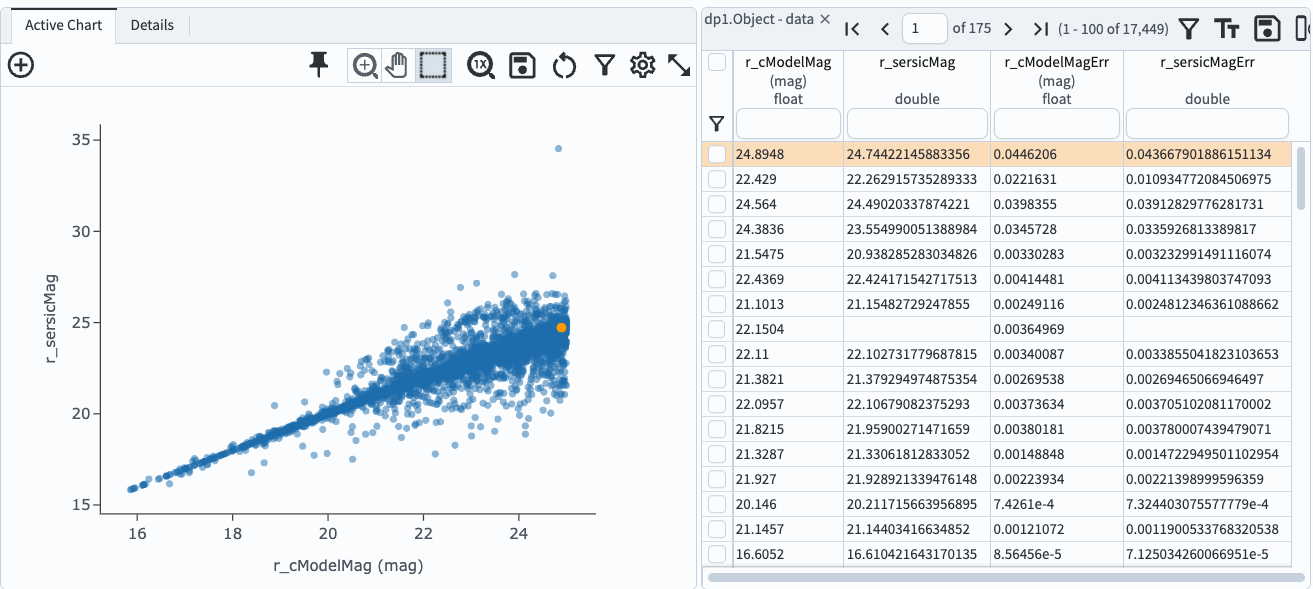 Active Chart Details
1X
35
30
25
20
15
16 18 20 22 24
r_sersicMag
r_cModelMag (mag)
dp1.Object - data ×
1 of 175 (1 - 100 of 17,449)
r_cModelMag r_sersicMag r_cModelMagErr r_sersicMagErr
(mag) (mag)
float double float double
24.8948 24.74422145883356 0.0446206 0.043667901886151134
22.429 22.262915735289333 0.0221631 0.010934772084506975
24.564 24.49020337874221 0.0398355 0.03912829776281731
24.3836 23.554990051388984 0.0345728 0.0335926813389817
21.5475 20.938285283034826 0.00330283 0.003232991491116074
22.4369 22.424171542717513 0.00414481 0.004113439803747093
21.1013 21.15482729247855 0.00249116 0.0024812346361088662
22.1504 0.00364969
22.11 22.102731779687815 0.00340087 0.0033855041823103653
21.3821 21.379294974875354 0.00269538 0.00269465066946497
22.0957 22.10679082375293 0.00373634 0.003705102081170002
21.8215 21.95900271471659 0.00380181 0.003780007439479071
21.3287 21.33061812833052 0.00148848 0.0014722949501102954
21.927 21.928921339476148 0.00223934 0.00221398999596359
20.146 20.211715663956895 7.4261e-4 7.324403075577779e-4
21.1457 21.14403416634852 0.00121072 0.0011900533768320538
16.6052 16.610421643170135 8.56456e-5 7.125034260066951e-5